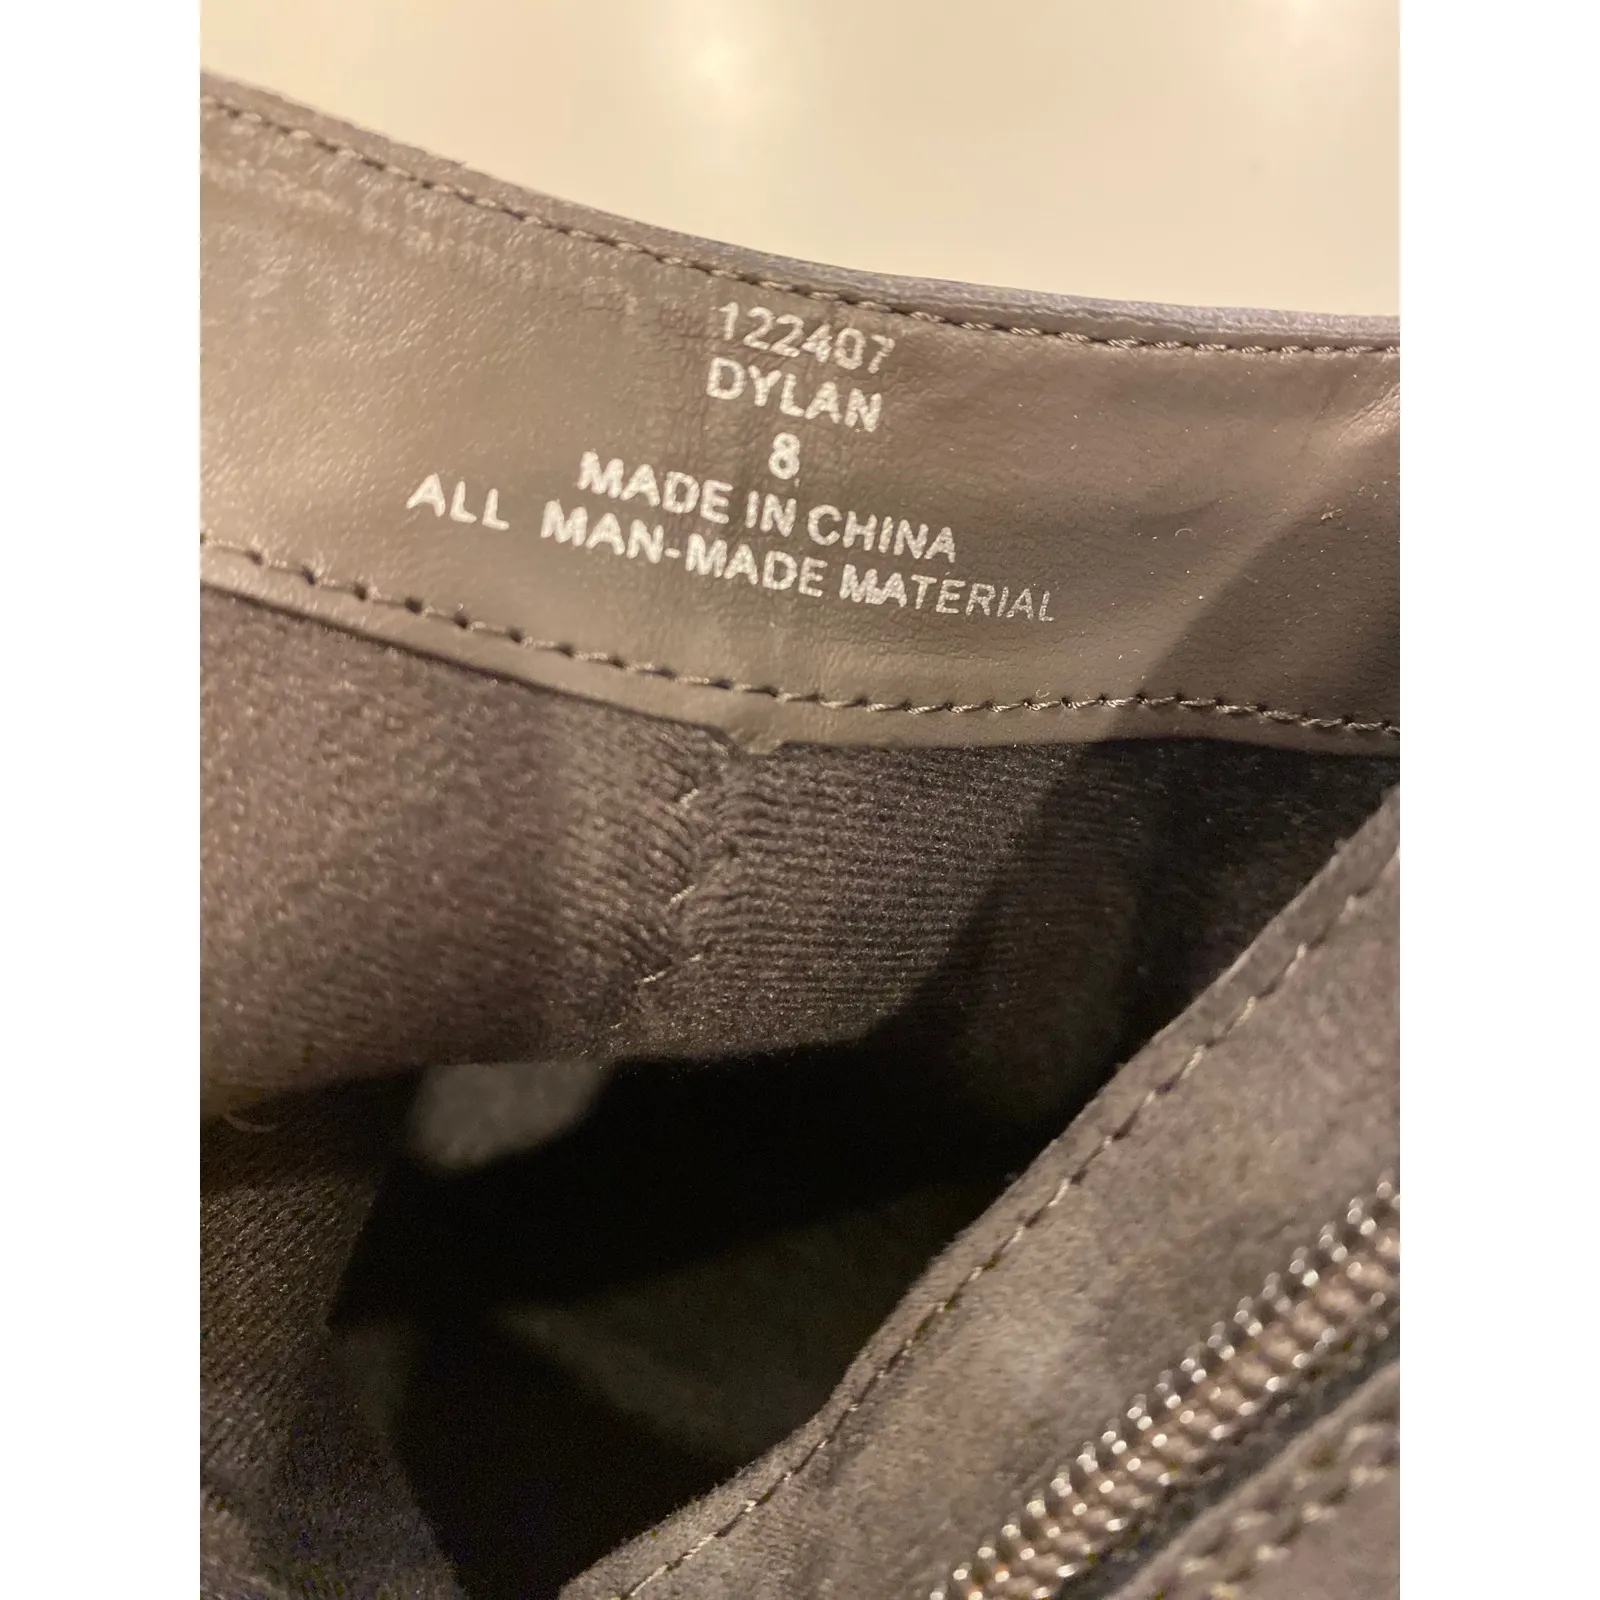 122407
DYLAN
8
MADE IN CHINA
ALL MAN-MADE MATERIAL